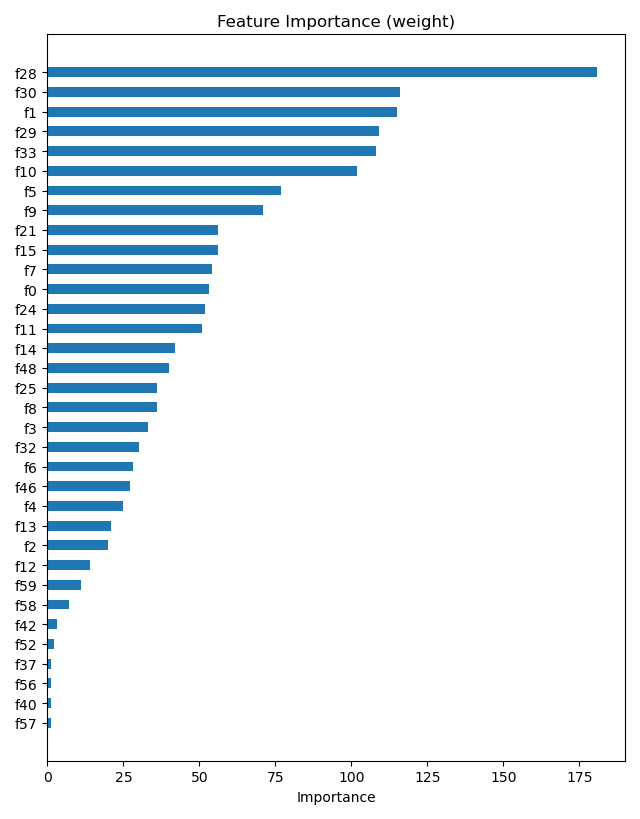 Feature Importance (weight)
f28
f30
f1
f29
f33
f10
f5
f9
f21
f15
f7
f0
f24
f11
f14
f48
f25
f8
f3
f32
f6
f46
f4
f13
f2
f12
f59
f58
f42
f52
f37
f56
f40
f57
0 25 50 75 100 125 150 175
Importance